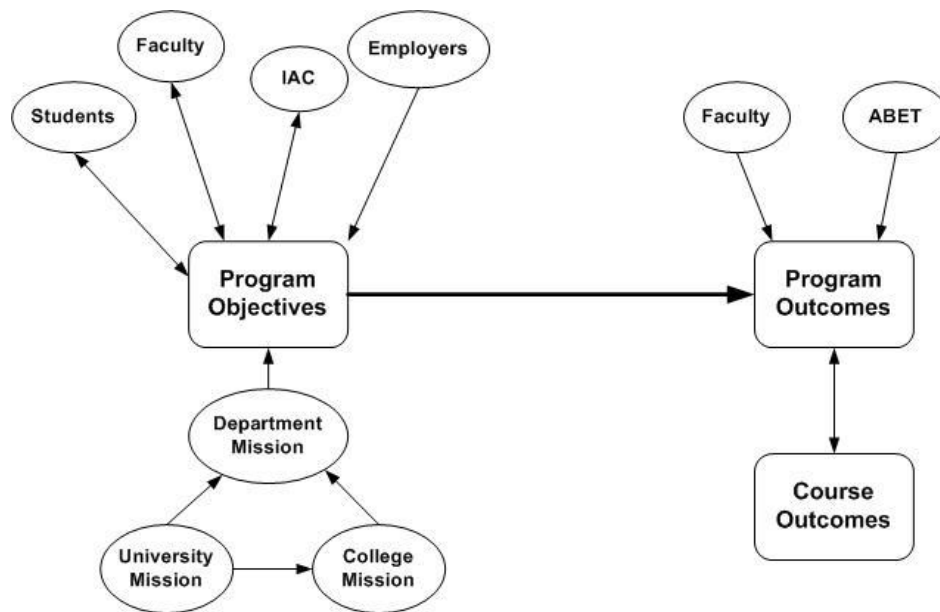 Faculty
Employers
IAC
Students
Faculty
ABET
Program
Objectives
Program
Outcomes
Department
Mission
Course
Outcomes
University
Mission
College
Mission